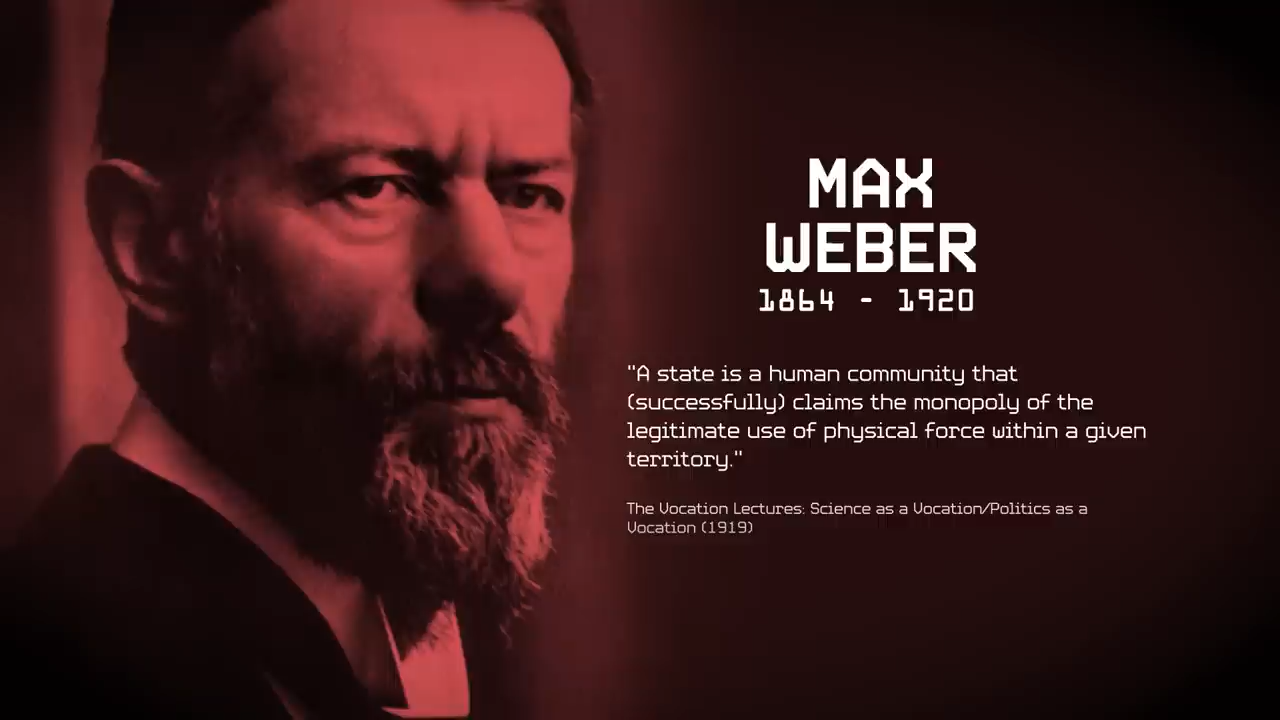 MAX
WEBER
1864 - 1920
"A state is a human community that
(successfully) claims the monopoly of the
legitimate use of physical force within a given
territory."
The Vocation Lectures: Science as a Vocation/Politics as a
Vocation (1919)